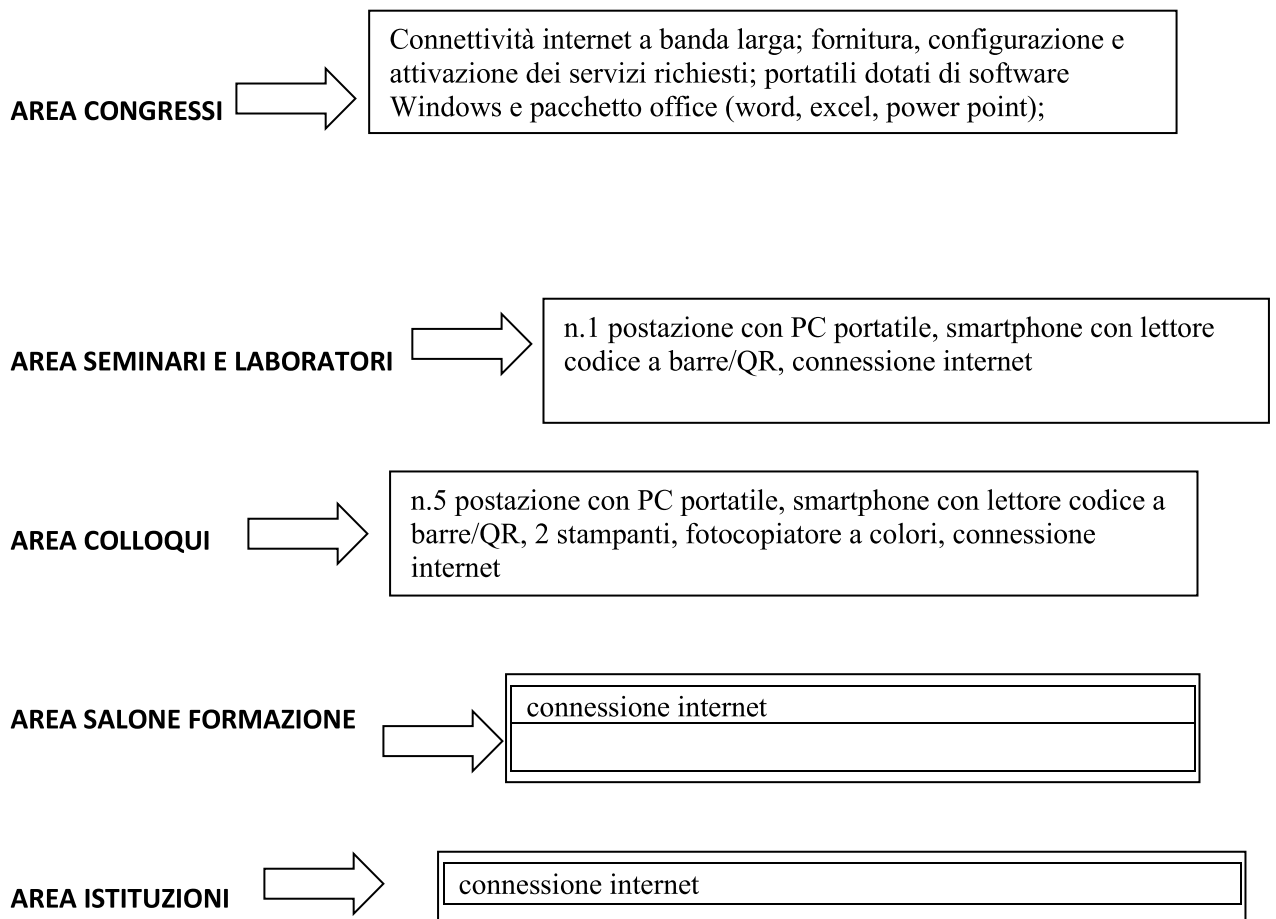 Connettività internet a banda larga; fornitura, configurazione e
attivazione dei servizi richiesti; portatili dotati di software
Windows e pacchetto office (word, excel, power point);
AREA CONGRESSI
n.1 postazione con PC portatile, smartphone con lettore
codice a barre/QR, connessione internet
AREA SEMINARI E LABORATORI
n.5 postazione con PC portatile, smartphone con lettore codice a
barre/QR, 2 stampanti, fotocopiatore a colori, connessione
internet
AREA COLLOQUI
connessione internet
AREA SALONE FORMAZIONE
connessione internet
AREA ISTITUZIONI